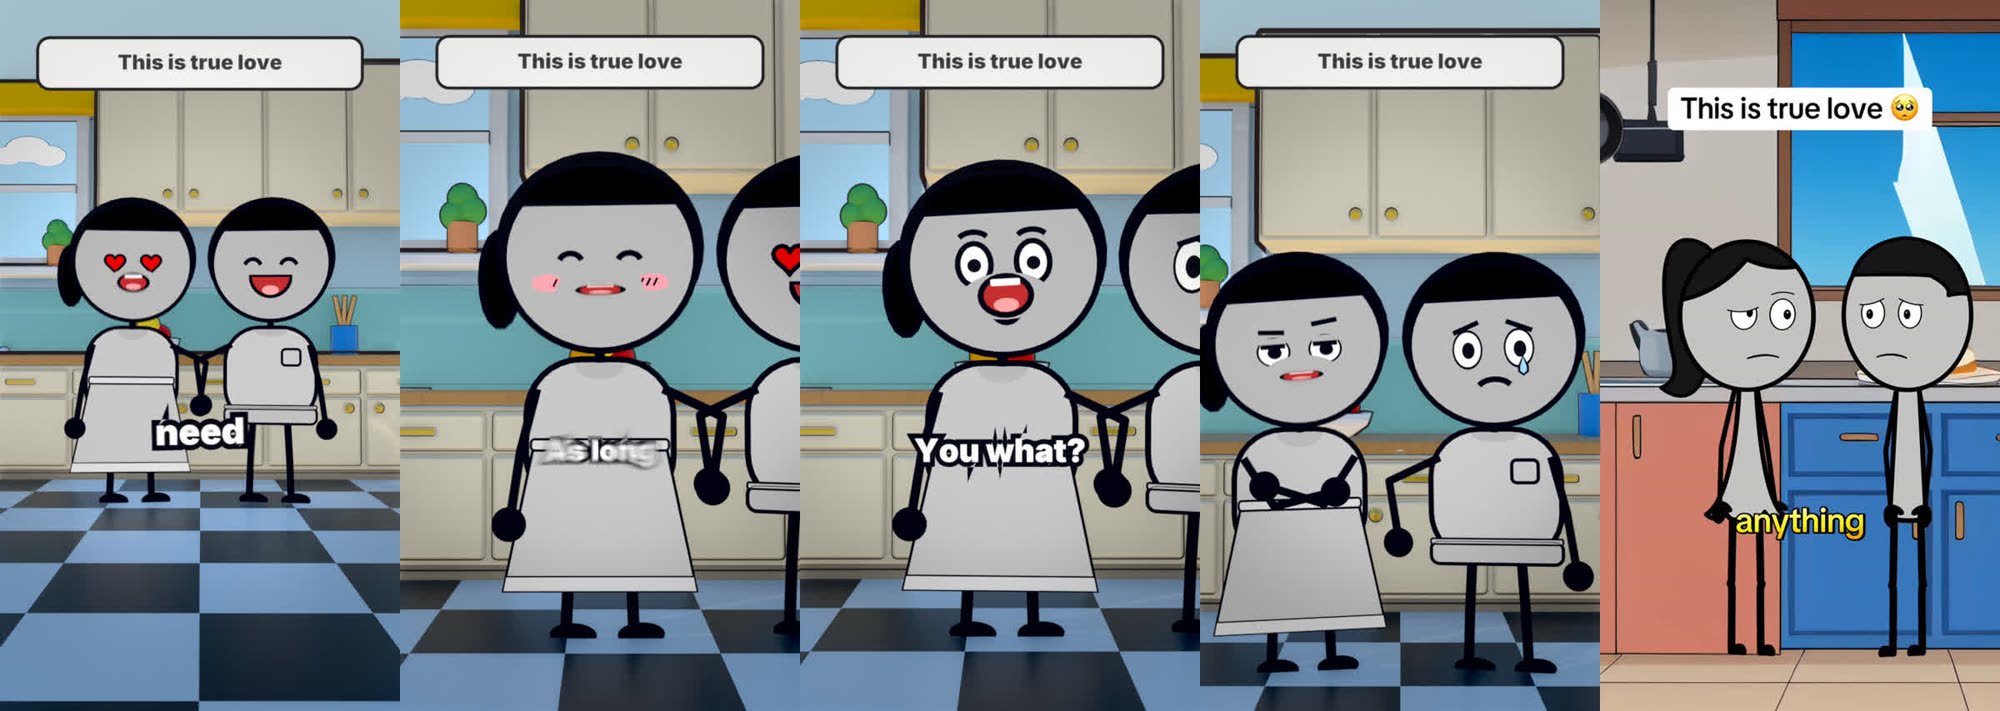 This is true love
need
This is true love
As long
This is true love
You what?
This is true love
This is true love 🥺
anything